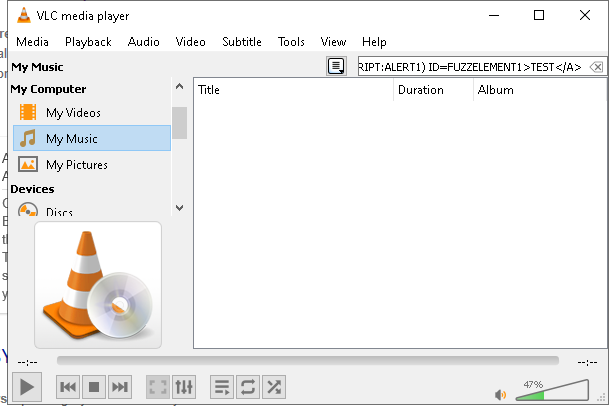 VLC media player
Media Playback Audio Video Subtitle Tools View Help
My Music
RIPT:ALERT1) ID=FUZZELEMENT1>TEST</A>
My Computer
My Videos
My Music
My Pictures
Devices
Discs
Title Duration Album
--:-- --:--
47%